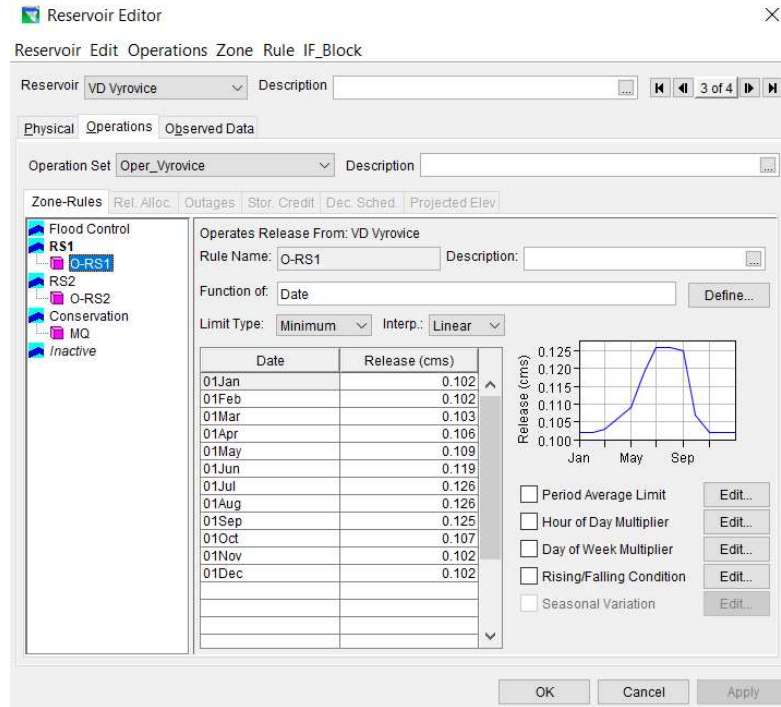 Reservoir Editor
Reservoir Edit Operations Zone Rule IF_Block
Reservoir VD Vyrovice Description ... 3 of 4
Physical Operations Observed Data
Operation Set Oper_Vyrovice Description ...
Zone-Rules Rel. Alloc. Outages Stor. Credit Dec. Sched. Projected Elev
Flood Control
RS1
O-RS1
RS2
O-RS2
Conservation
MQ
Inactive
Operates Release From: VD Vyrovice
Rule Name: O-RS1 Description: ...
Function of: Date Define...
Limit Type: Minimum Interp.: Linear
Date Release (cms)
01Jan 0.102
01Feb 0.102
01Mar 0.103
01Apr 0.106
01May 0.109
01Jun 0.119
01Jul 0.126
01Aug 0.126
01Sep 0.125
01Oct 0.107
01Nov 0.102
01Dec 0.102
Release (cms)
0.125
0.120
0.115
0.110
0.105
0.100
Jan May Sep
Period Average Limit Edit...
Hour of Day Multiplier Edit...
Day of Week Multiplier Edit...
Rising/Falling Condition Edit...
Seasonal Variation Edit...
OK Cancel Apply